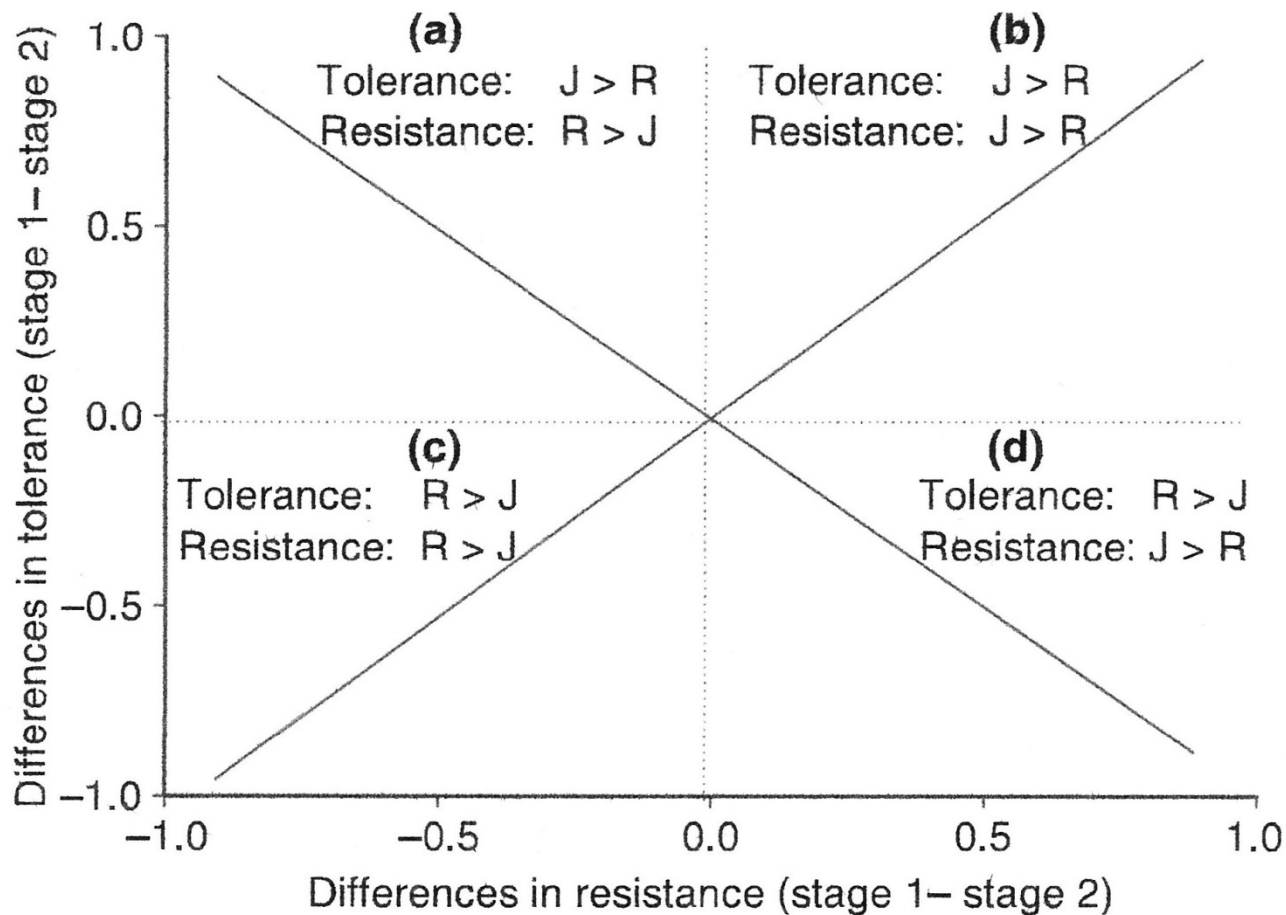 Differences in tolerance (stage 1– stage 2)
1.0
0.5
0.0
–0.5
–1.0
(a)
Tolerance: J > R
Resistance: R > J
(b)
Tolerance: J > R
Resistance: J > R
(c)
Tolerance: R > J
Resistance: R > J
(d)
Tolerance: R > J
Resistance: J > R
–1.0 –0.5 0.0 0.5 1.0
Differences in resistance (stage 1– stage 2)